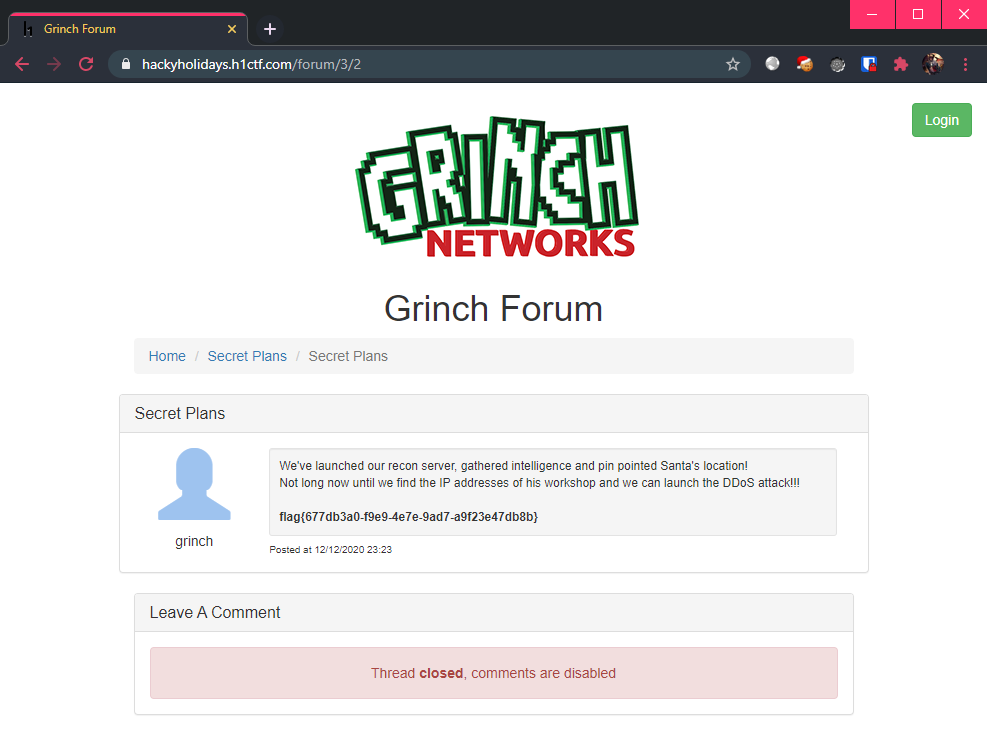 Grinch Forum
hackyholidays.h1ctf.com/forum/3/2
Login
GRINCH
NETWORKS
Grinch Forum
Home / Secret Plans / Secret Plans
Secret Plans
We've launched our recon server, gathered intelligence and pin pointed Santa's location!
Not long now until we find the IP addresses of his workshop and we can launch the DDoS attack!!!
flag{677db3a0-f9e9-4e7e-9ad7-a9f23e47db8b}
grinch
Posted at 12/12/2020 23:23
Leave A Comment
Thread closed, comments are disabled